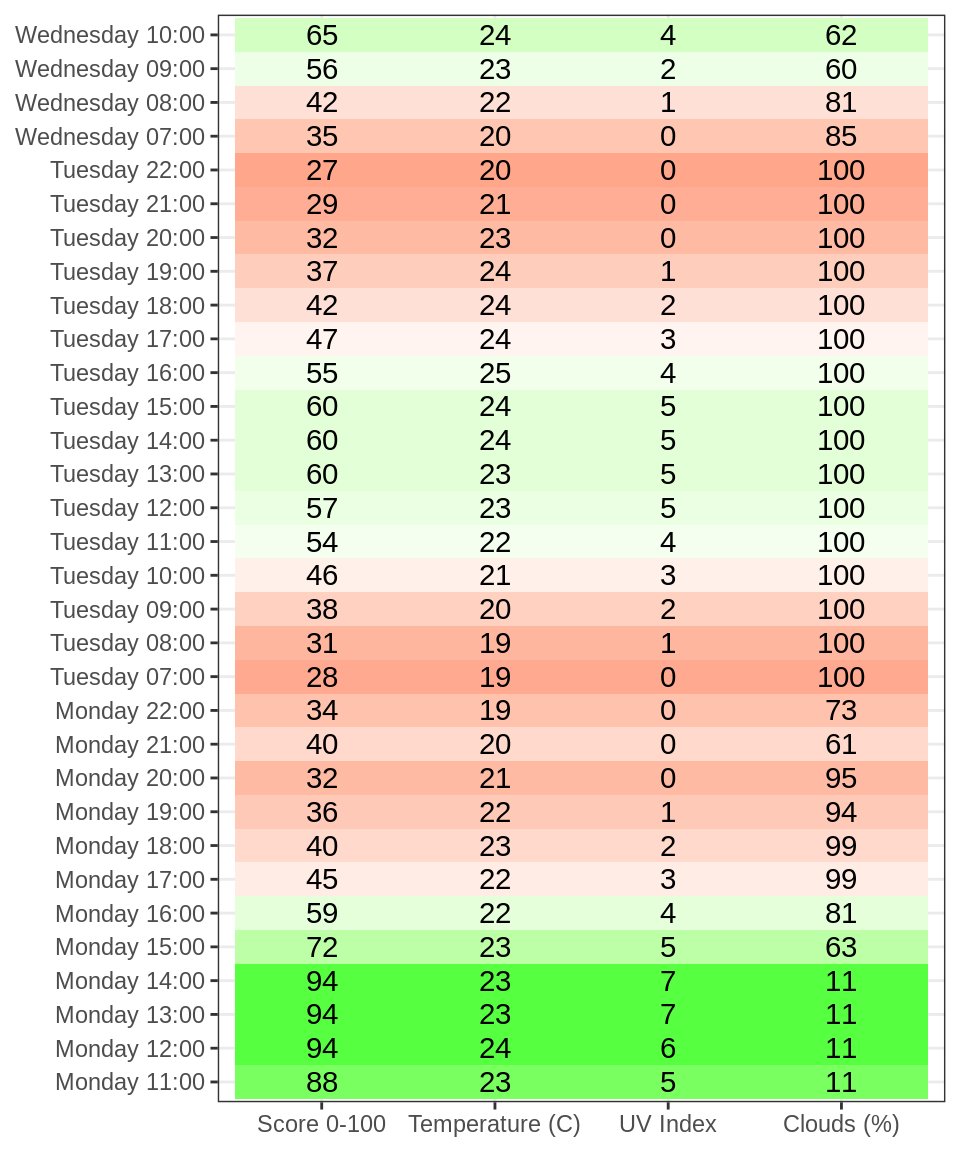 Wednesday 10:00 65 24 4 62
Wednesday 09:00 56 23 2 60
Wednesday 08:00 42 22 1 81
Wednesday 07:00 35 20 0 85
Tuesday 22:00 27 20 0 100
Tuesday 21:00 29 21 0 100
Tuesday 20:00 32 23 0 100
Tuesday 19:00 37 24 1 100
Tuesday 18:00 42 24 2 100
Tuesday 17:00 47 24 3 100
Tuesday 16:00 55 25 4 100
Tuesday 15:00 60 24 5 100
Tuesday 14:00 60 24 5 100
Tuesday 13:00 60 23 5 100
Tuesday 12:00 57 23 5 100
Tuesday 11:00 54 22 4 100
Tuesday 10:00 46 21 3 100
Tuesday 09:00 38 20 2 100
Tuesday 08:00 31 19 1 100
Tuesday 07:00 28 19 0 100
Monday 22:00 34 19 0 73
Monday 21:00 40 20 0 61
Monday 20:00 32 21 0 95
Monday 19:00 36 22 1 94
Monday 18:00 40 23 2 99
Monday 17:00 45 22 3 99
Monday 16:00 59 22 4 81
Monday 15:00 72 23 5 63
Monday 14:00 94 23 7 11
Monday 13:00 94 23 7 11
Monday 12:00 94 24 6 11
Monday 11:00 88 23 5 11
Score 0-100 Temperature (C) UV Index Clouds (%)